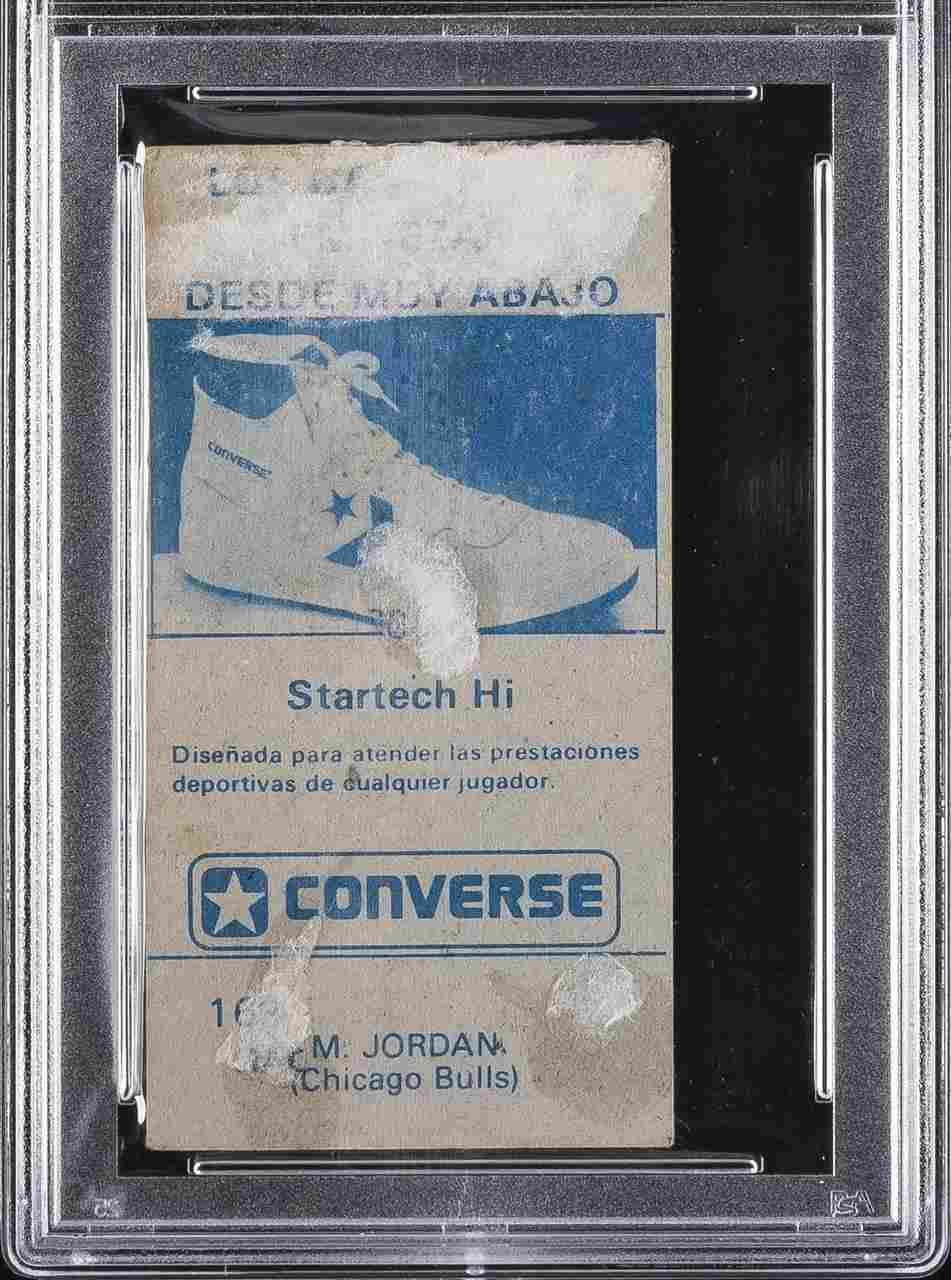 DESDE MUY ABAJO
CONVERSE
Startech Hi
Diseñada para atender las prestaciones
deportivas de cualquier jugador.
CONVERSE
M. JORDAN
(Chicago Bulls)
PSA